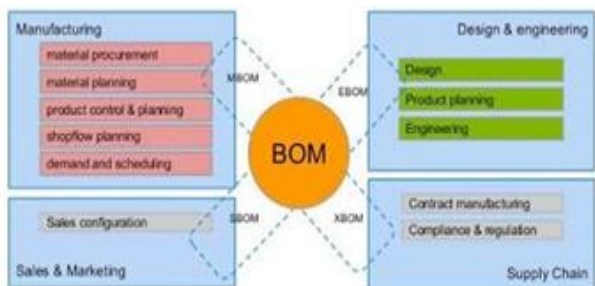 Manufacturing
material procurement
material planning
product control & planning
shopflow planning
demand and scheduling
Design & engineering
Design
Product planning
Engineering
MBOM
EBOM
BOM
SBOM
XBOM
Sales configuration
Sales & Marketing
Contract manufacturing
Compliance & regulation
Supply Chain